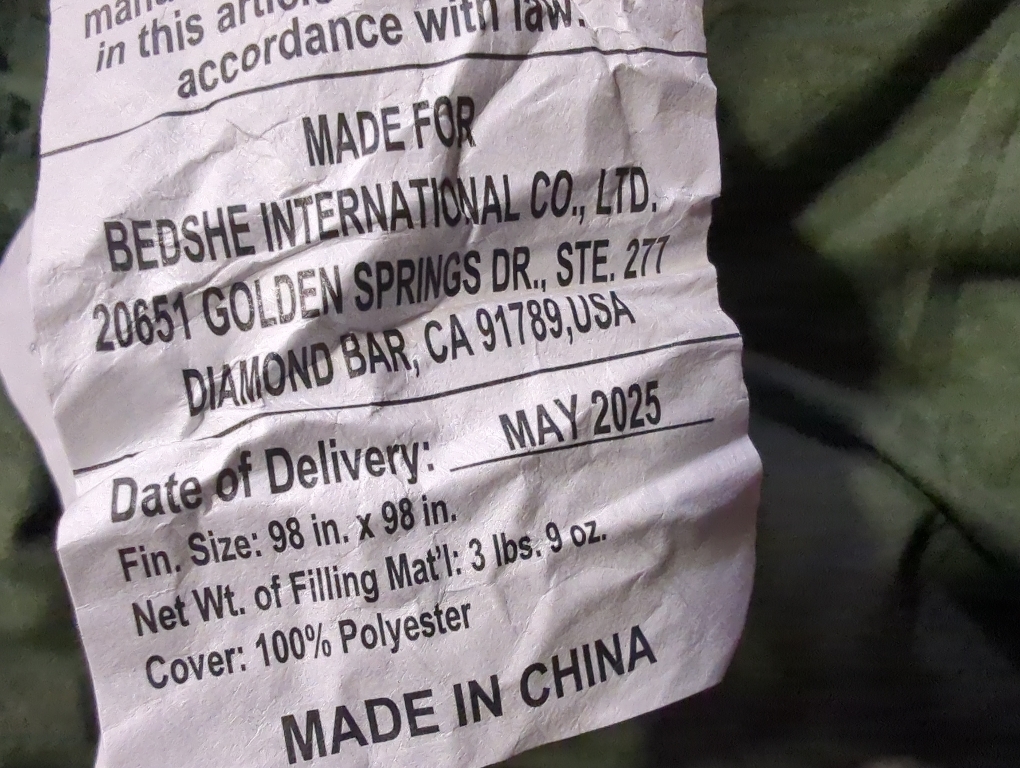 in this
accordance with law.
MADE FOR
BEDSHE INTERNATIONAL CO., LTD.
20651 GOLDEN SPRINGS DR., STE. 277
DIAMOND BAR, CA 91789,USA
Date of Delivery: MAY 2025
Fin. Size: 98 in. x 98 in.
Net Wt. of Filling Mat'l: 3 lbs. 9 oz.
Cover: 100% Polyester
MADE IN CHINA